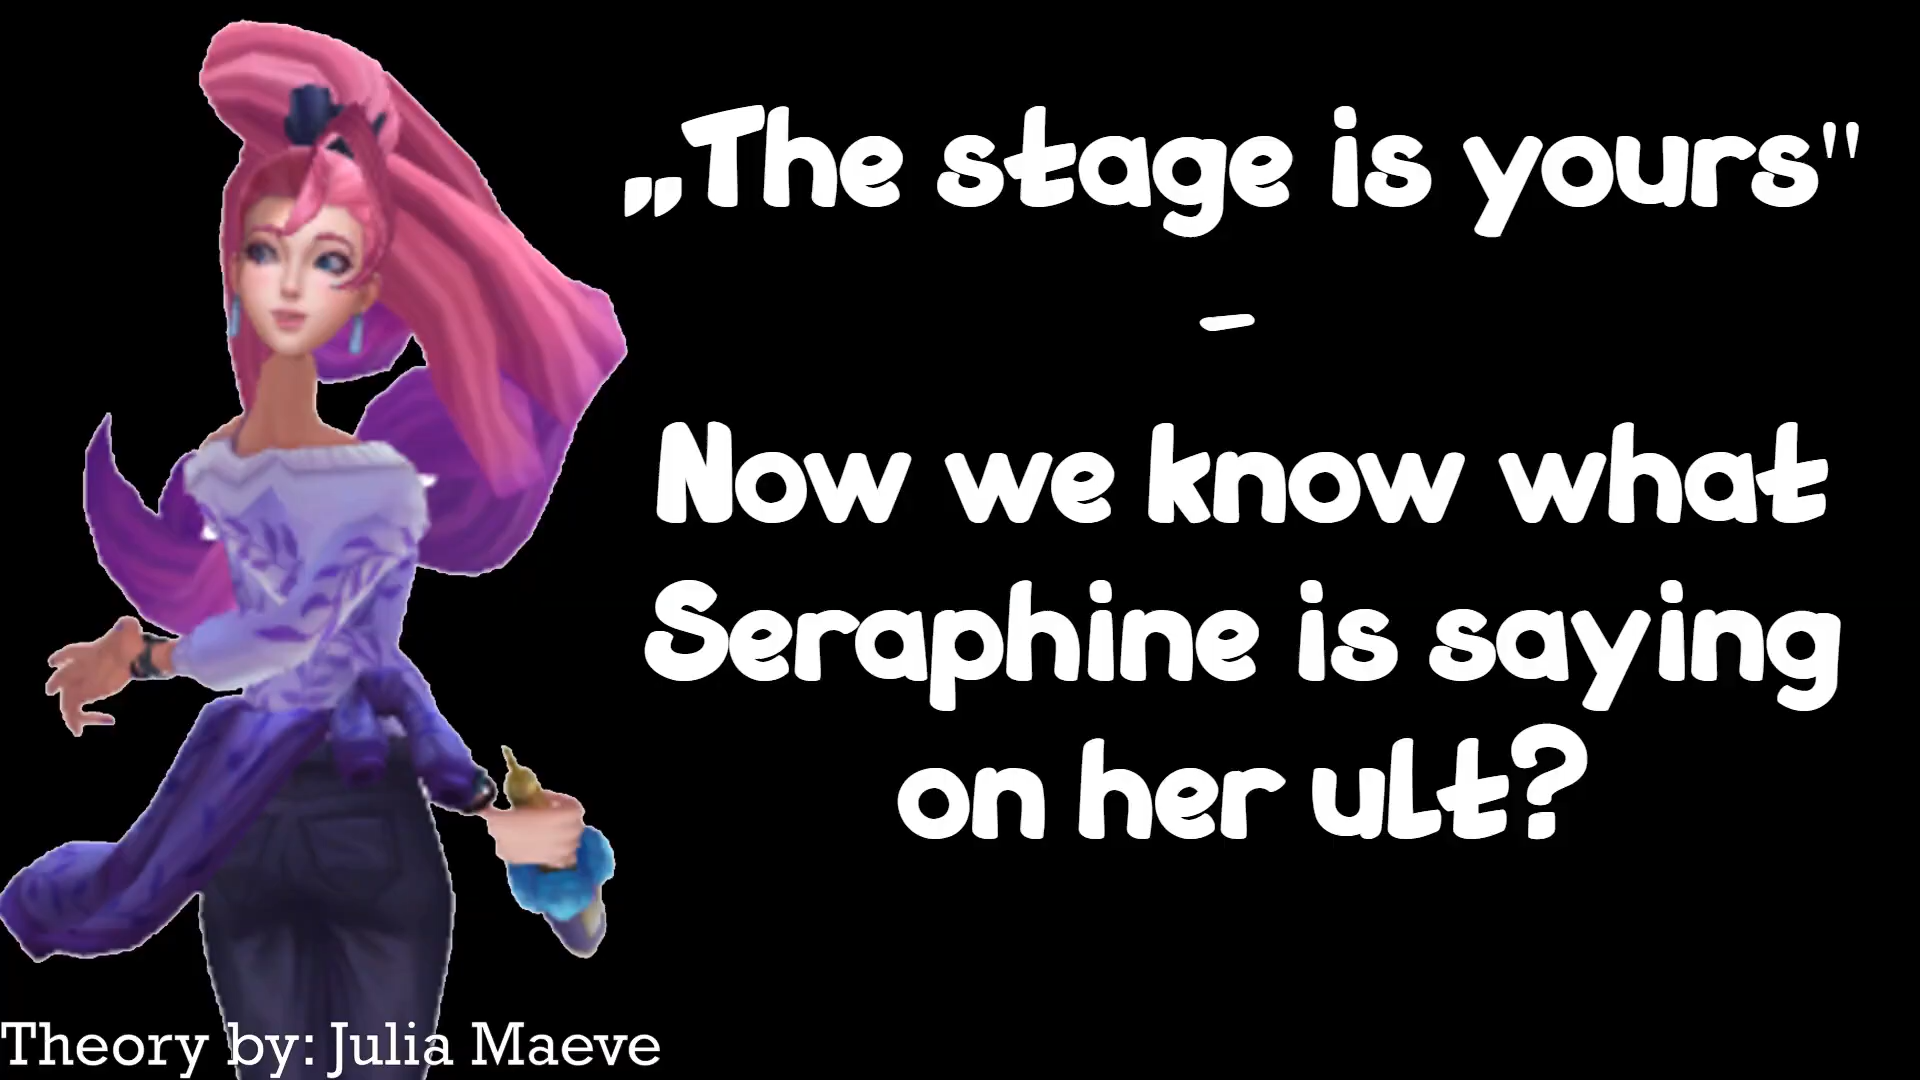 „The stage is yours"
-
Now we know what
Seraphine is saying
on her ult?
Theory by: Julia Maeve